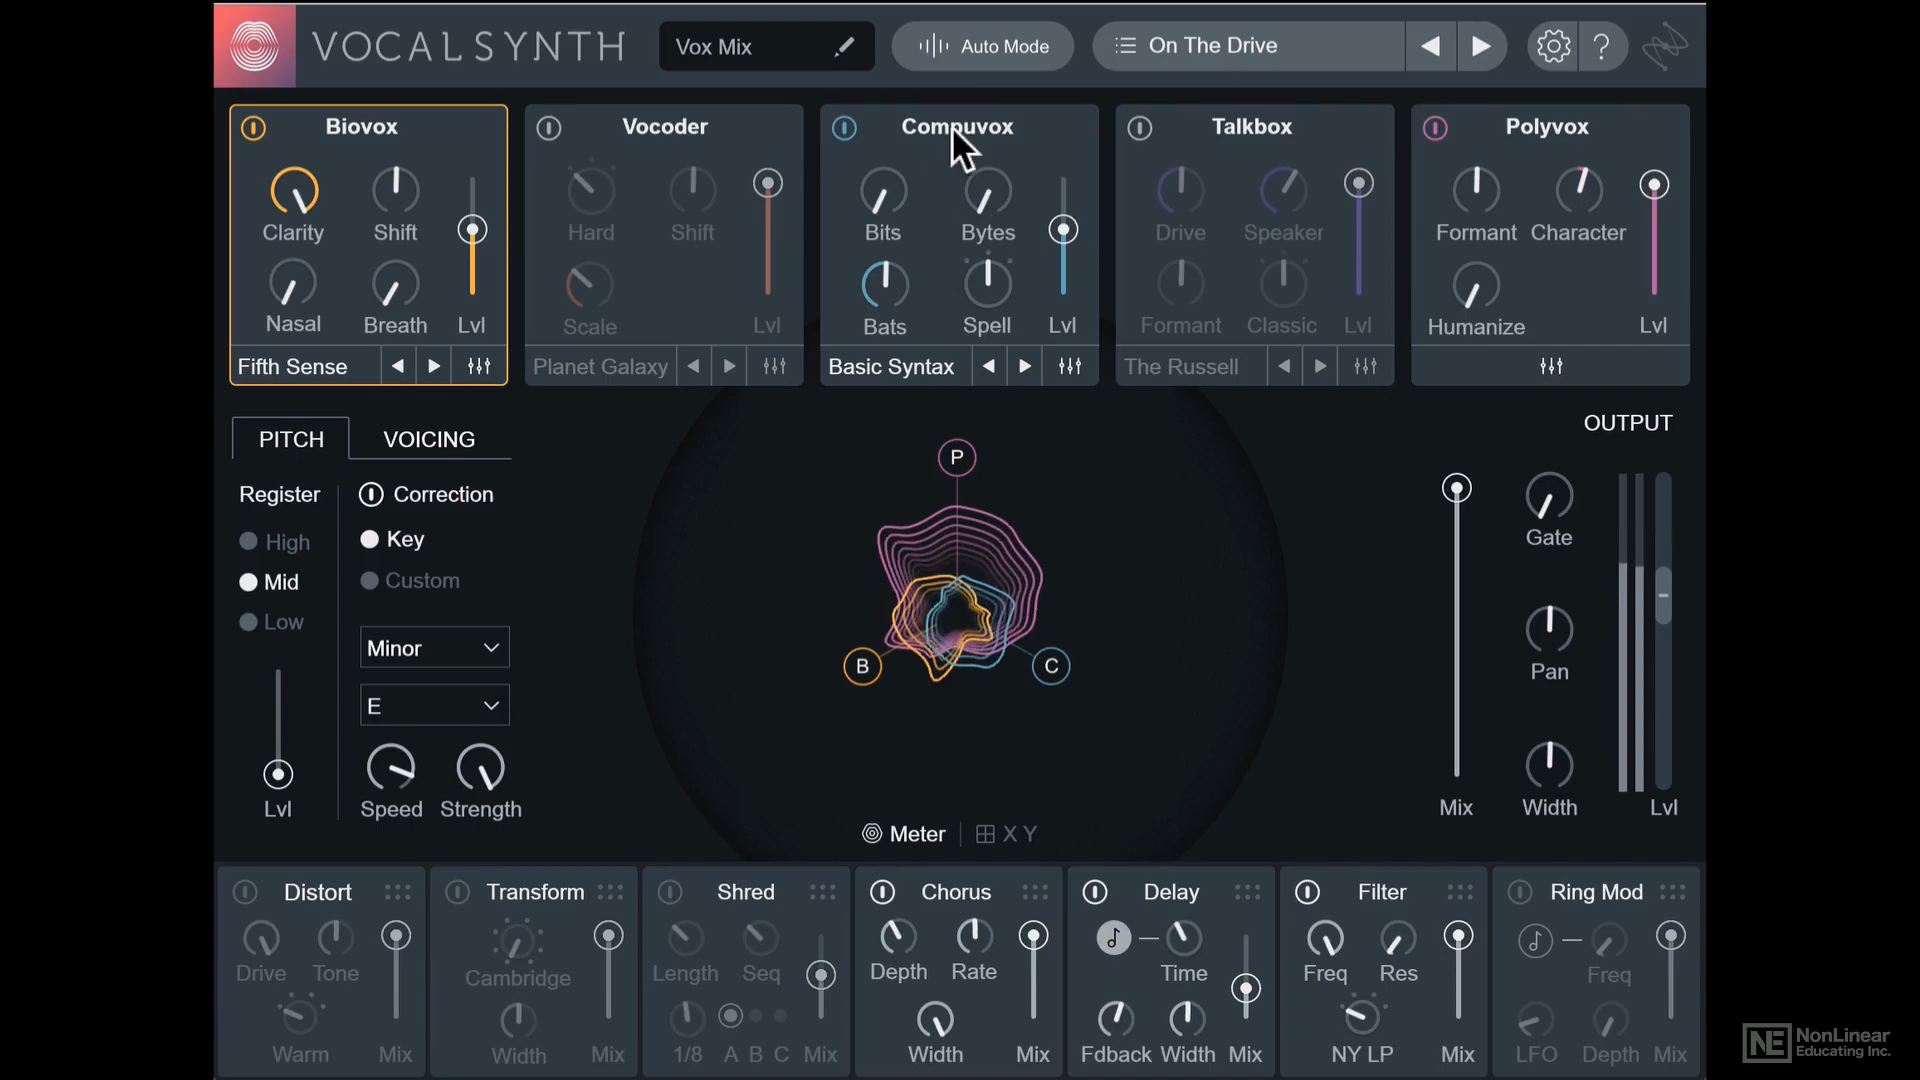 VOCALSYNTH
Vox Mix
Auto Mode
On The Drive
?
Biovox
Clarity Shift
Nasal Breath Lvl
Fifth Sense
Vocoder
Hard Shift
Scale Lvl
Planet Galaxy
Compuvox
Bits Bytes
Bats Spell Lvl
Basic Syntax
Talkbox
Drive Speaker
Formant Classic Lvl
The Russell
Polyvox
Formant Character
Humanize Lvl
PITCH VOICING
Register
High
Mid
Low
Lvl
Correction
Key
Custom
Minor
E
Speed Strength
P
B
C
Meter X Y
OUTPUT
Gate
Pan
Mix Width Lvl
Distort
Drive Tone
Warm Mix
Transform
Cambridge
Width Mix
Shred
Length Seq
1/8 A B C Mix
Chorus
Depth Rate
Width Mix
Delay
Time
Fdback Width Mix
Filter
Freq Res
NY LP Mix
Ring Mod
Freq
LFO Depth Mix
NE NonLinear
Educating Inc.